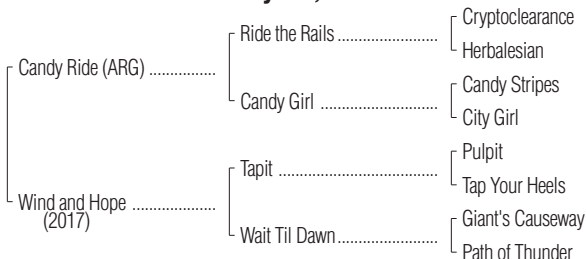 Cryptoclearance
Ride the Rails
Herbalesian
Candy Ride (ARG)
Candy Stripes
Candy Girl
City Girl
Pulpit
Tapit
Tap Your Heels
Wind and Hope
(2017)
Giant's Causeway
Wait Til Dawn
Path of Thunder